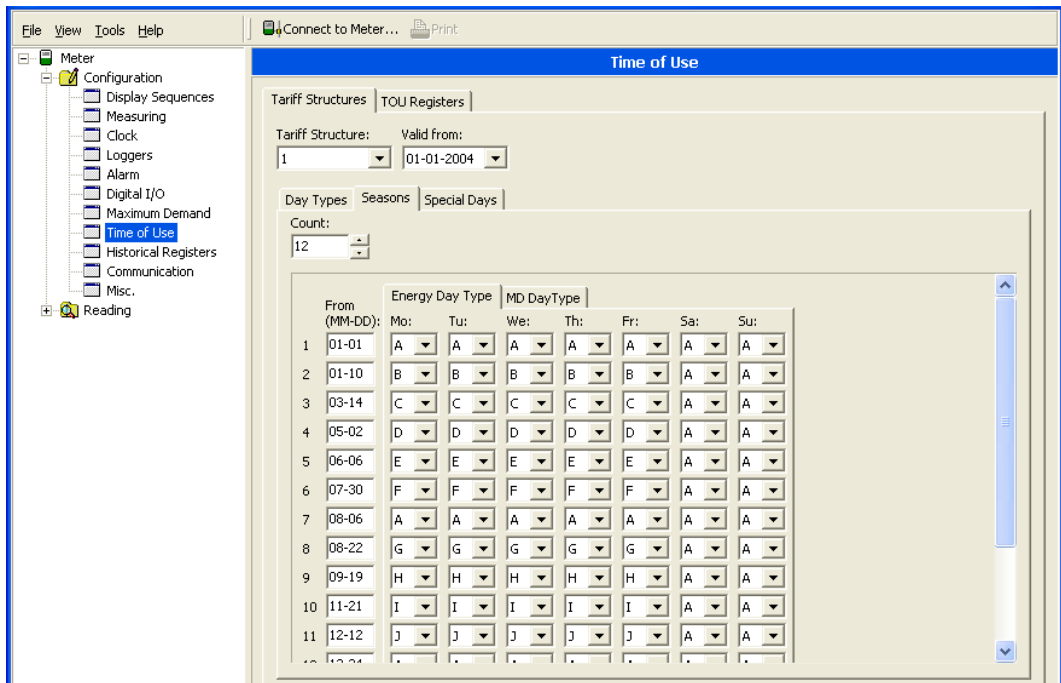 File View Tools Help
Connect to Meter... Print
Meter
Configuration
Display Sequences
Measuring
Clock
Loggers
Alarm
Digital I/O
Maximum Demand
Time of Use
Historical Registers
Communication
Misc.
Reading
Time of Use
Tariff Structures TOU Registers
Tariff Structure: Valid from:
1 01-01-2004
Day Types Seasons Special Days
Count:
12
Energy Day Type MD DayType
From
(MM-DD): Mo: Tu: We: Th: Fr: Sa: Su:
1 01-01 A A A A A A A
2 01-10 B B B B B A A
3 03-14 C C C C C A A
4 05-02 D D D D D A A
5 06-06 E E E E E A A
6 07-30 F F F F F A A
7 08-06 A A A A A A A
8 08-22 G G G G G A A
9 09-19 H H H H H A A
10 11-21 I I I I I A A
11 12-12 J J J J J A A